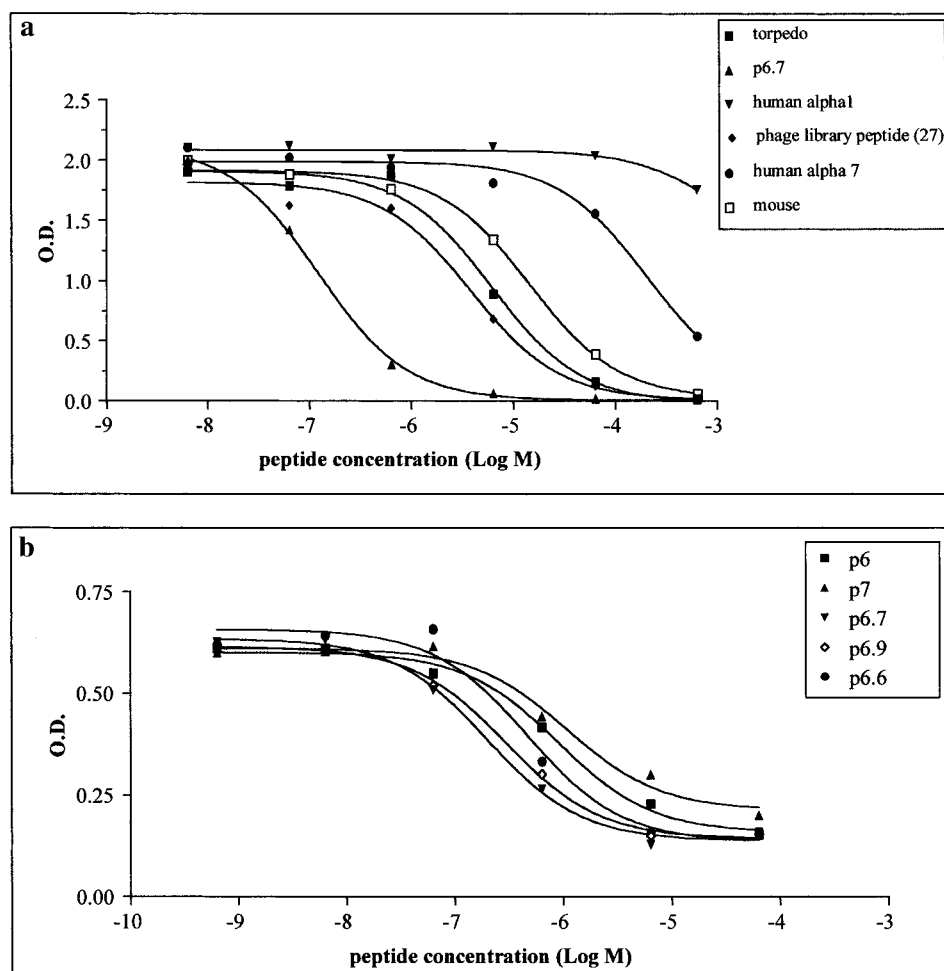 a
torpedo
p6.7
human alpha1
phage library peptide (27)
human alpha 7
mouse
2.5
2.0
1.5
1.0
0.5
0.0
O.D.
-9 -8 -7 -6 -5 -4 -3
peptide concentration (Log M)
b
p6
p7
p6.7
p6.9
p6.6
0.75
0.50
0.25
0.00
O.D.
-10 -9 -8 -7 -6 -5 -4 -3
peptide concentration (Log M)